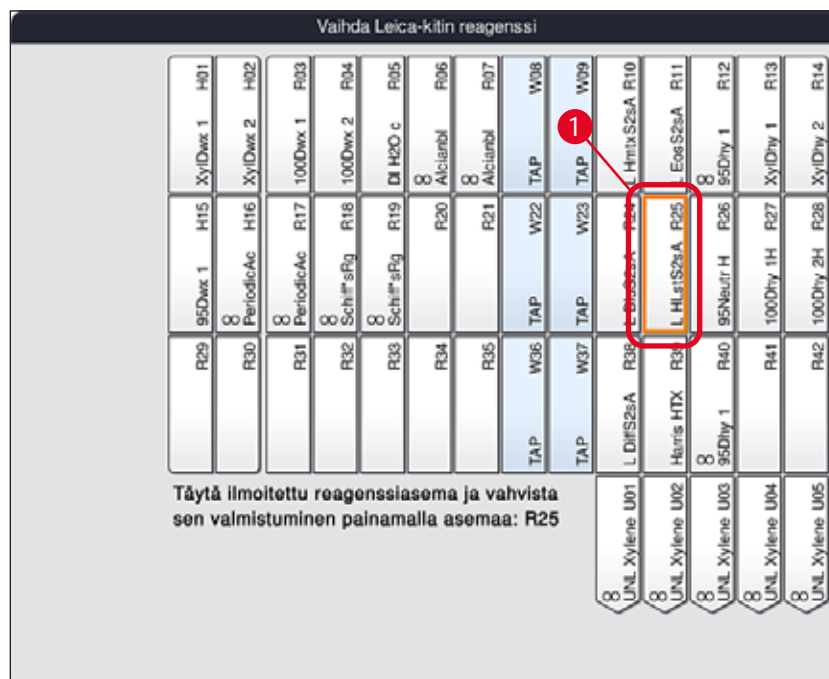 Vaihda Leica-kitin reagenssi
XylDwx 1 H01
XylDwx 2 H02
100Dwx 1 R03
100Dwx 2 R04
DI H2O c R05
∞ Alcianbl R06
∞ Alcianbl R07
TAP W08
TAP W09
L HmtxS2sA R10
L EosS2sA R11
∞ 95Dhy 1 R12
XylDhy 1 R13
XylDhy 2 R14
1
95Dwx 1 H15
∞ PeriodicAc H16
∞ PeriodicAc R17
∞ Schiff"sRg R18
∞ Schiff"sRg R19
R20
R21
TAP W22
TAP W23
L R24
L HLstS2sA R25
95Neutr H R26
100Dhy 1H R27
100Dhy 2H R28
R29
R30
R31
R32
R33
R34
R35
TAP W36
TAP W37
L DiffS2sA R38
Harris HTX R39
∞ 95Dhy 1 R40
R41
R42
Täytä ilmoitettu reagenssiasema ja vahvista
sen valmistuminen painamalla asemaa: R25
∞ UNL Xylene U01
∞ UNL Xylene U02
∞ UNL Xylene U03
∞ UNL Xylene U04
∞ UNL Xylene U05